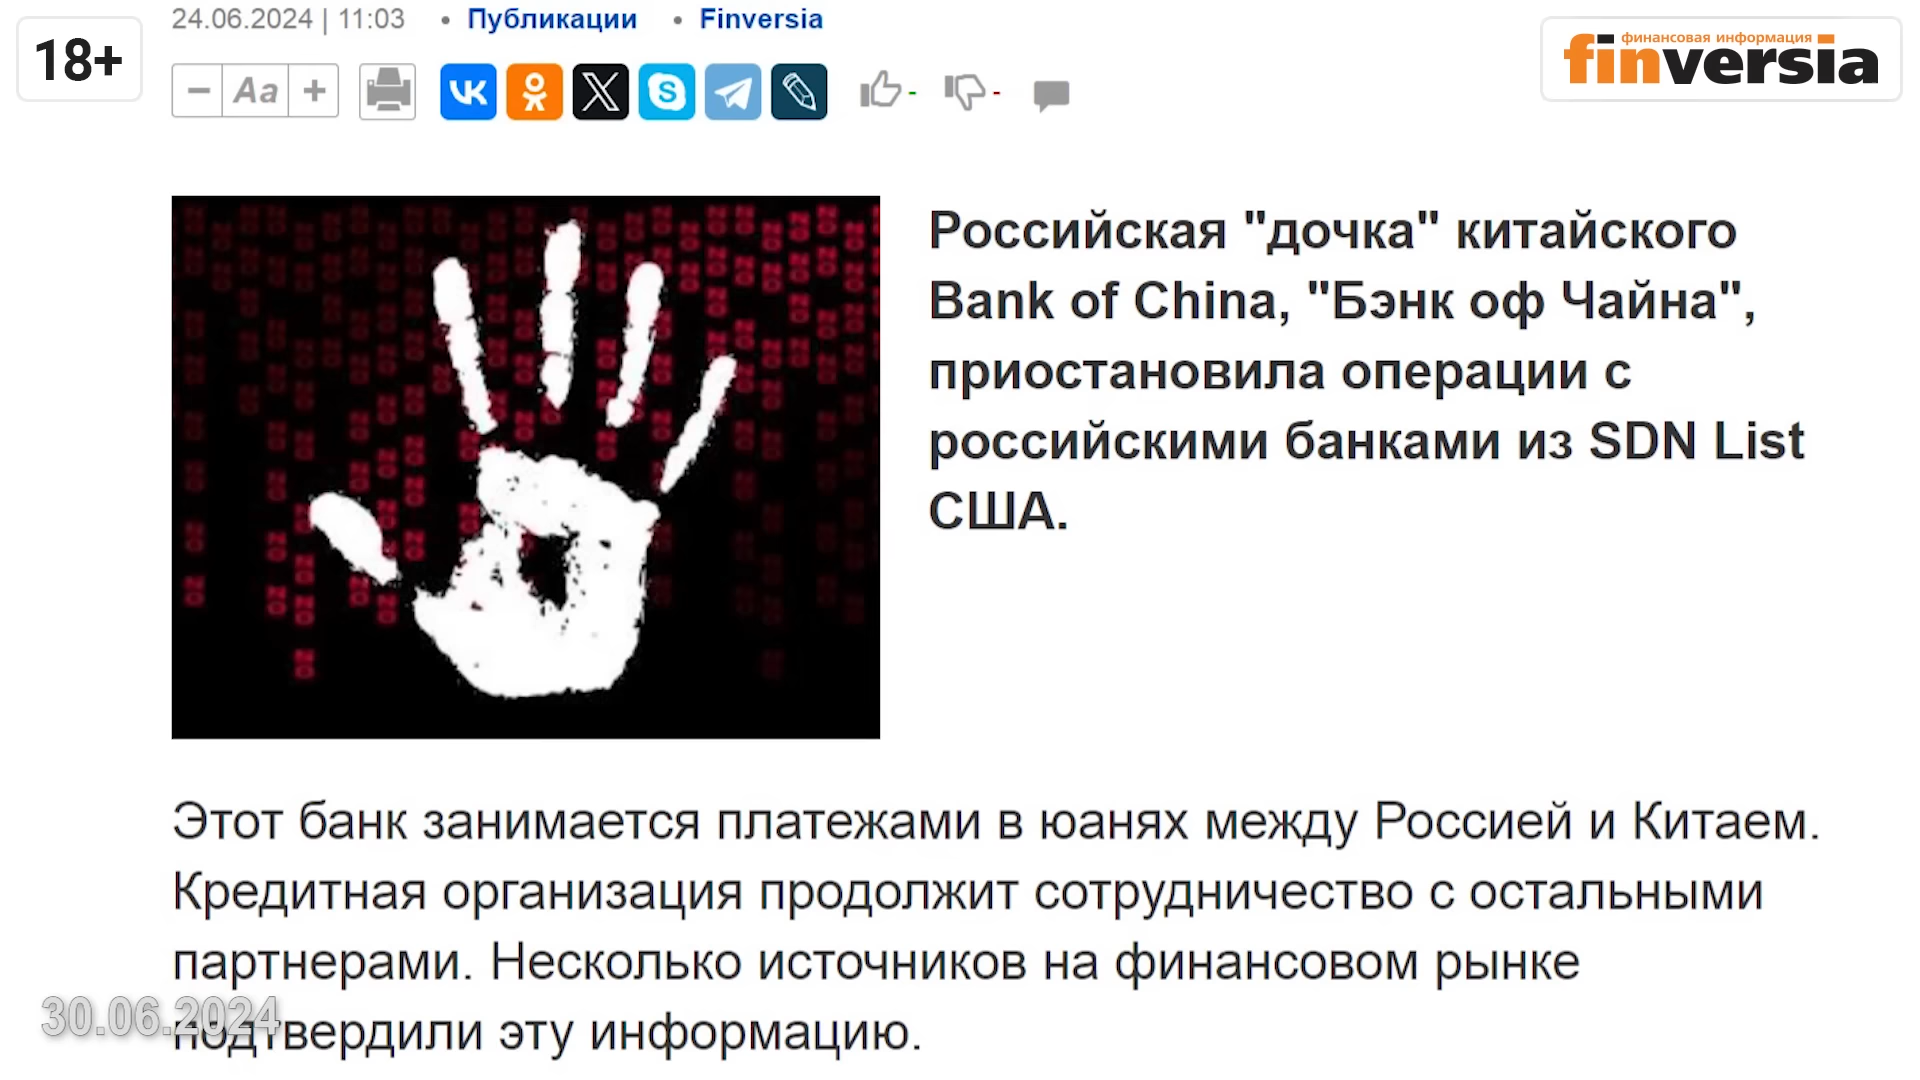 24.06.2024 | 11:03 • Публикации • Finversia
18+
финансовая информация
finversia
− Aa +
Российская "дочка" китайского
Bank of China, "Бэнк оф Чайна",
приостановила операции с
российскими банками из SDN List
США.
Этот банк занимается платежами в юанях между Россией и Китаем.
Кредитная организация продолжит сотрудничество с остальными
партнерами. Несколько источников на финансовом рынке
подтвердили эту информацию.
30.06.2024